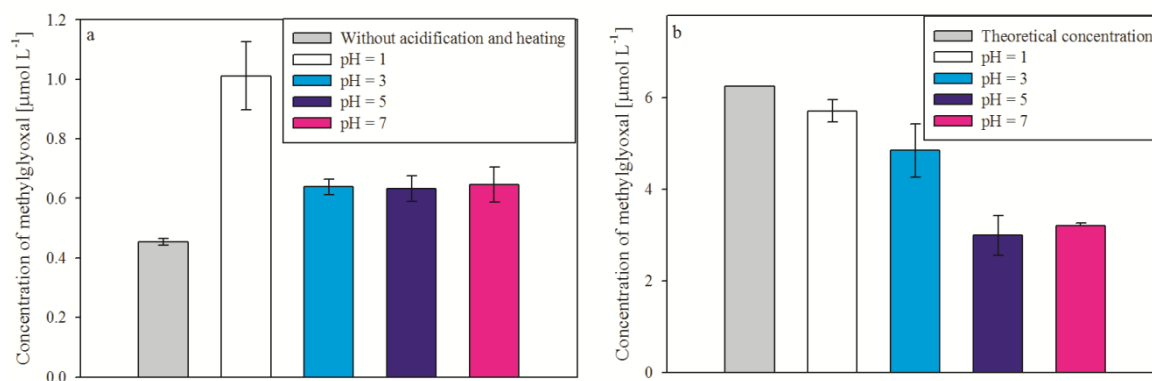 a
Concentration of methylglyoxal [µmol L⁻¹]
1.2
1.0
0.8
0.6
0.4
0.2
0.0
Without acidification and heating
pH = 1
pH = 3
pH = 5
pH = 7
b
Concentration of methylglyoxal [µmol L⁻¹]
6
4
2
0
Theoretical concentration
pH = 1
pH = 3
pH = 5
pH = 7